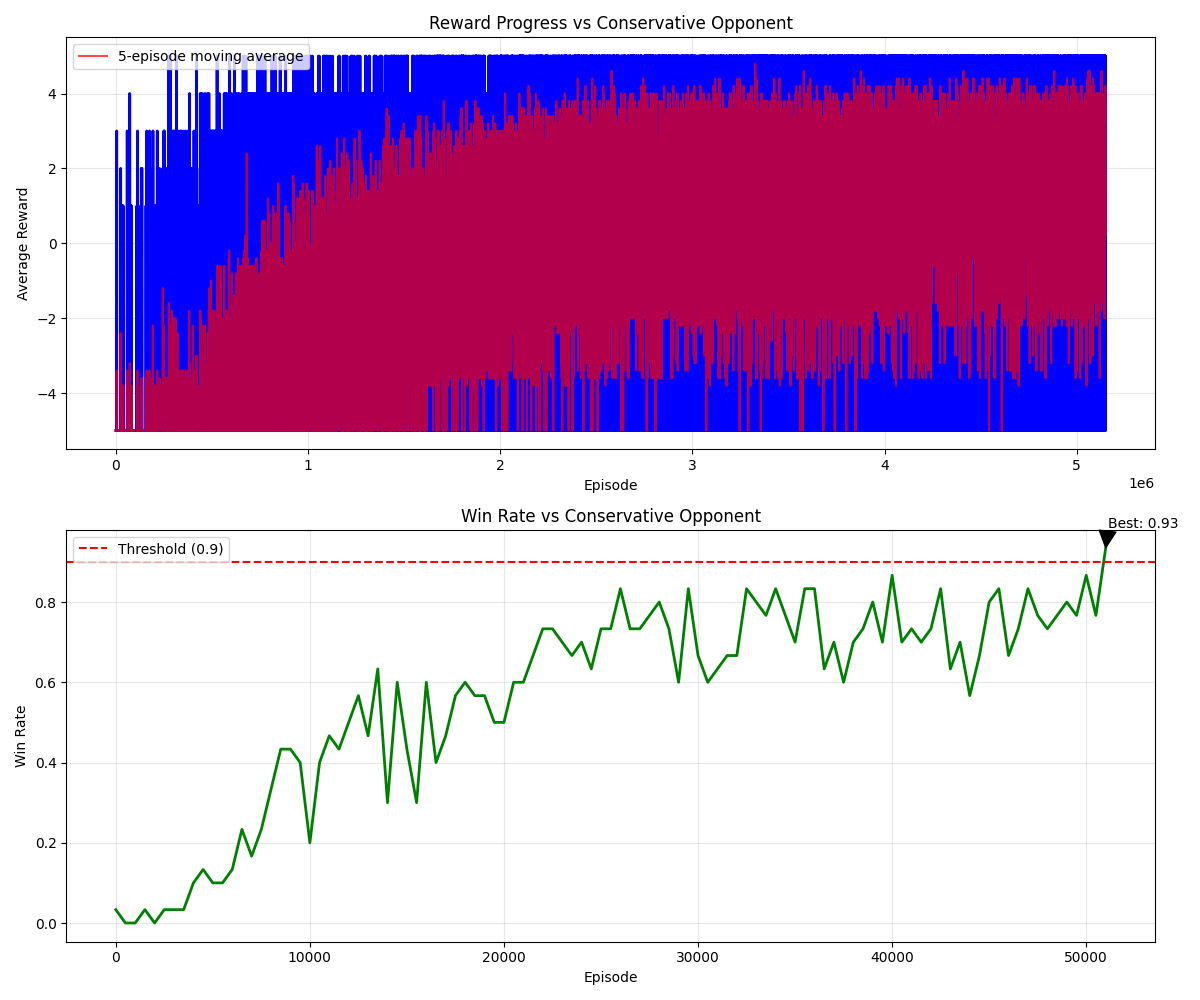 Reward Progress vs Conservative Opponent
5-episode moving average
4
2
0
−2
−4
Average Reward
0
1
2
3
4
5
1e6
Episode
Win Rate vs Conservative Opponent
Best: 0.93
Threshold (0.9)
0.8
0.6
0.4
0.2
0.0
Win Rate
0
10000
20000
30000
40000
50000
Episode